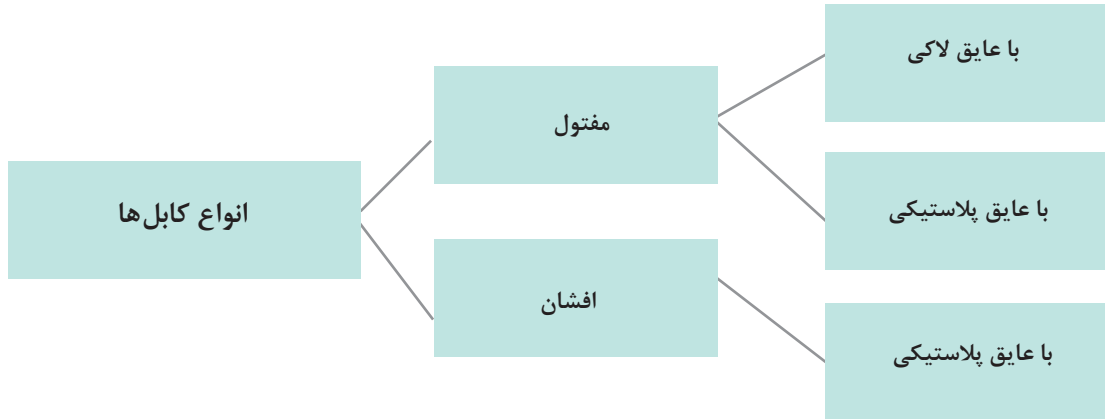 انواع کابل‌ها
مفتول
افشان
با عایق لاکی
با عایق پلاستیکی
با عایق پلاستیکی